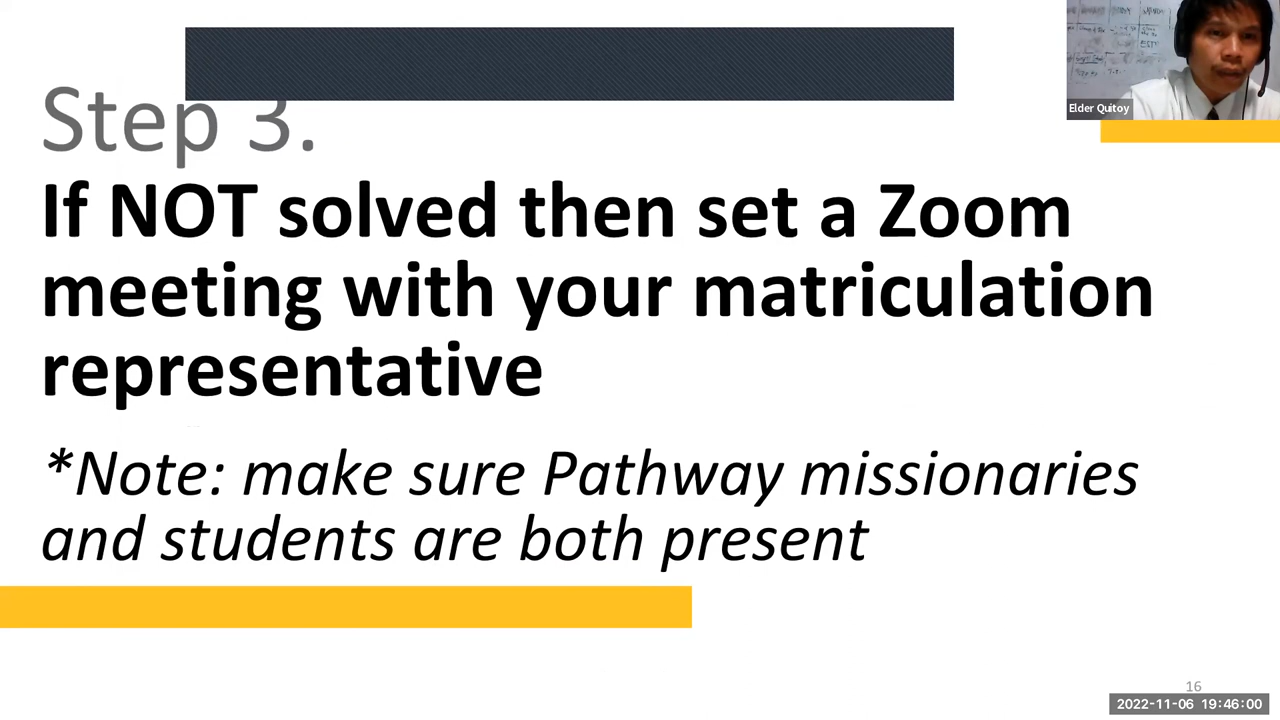 Step 3.
If NOT solved then set a Zoom
meeting with your matriculation
representative
*Note: make sure Pathway missionaries
and students are both present
Elder Quitoy
16
2022-11-06 19:46:00